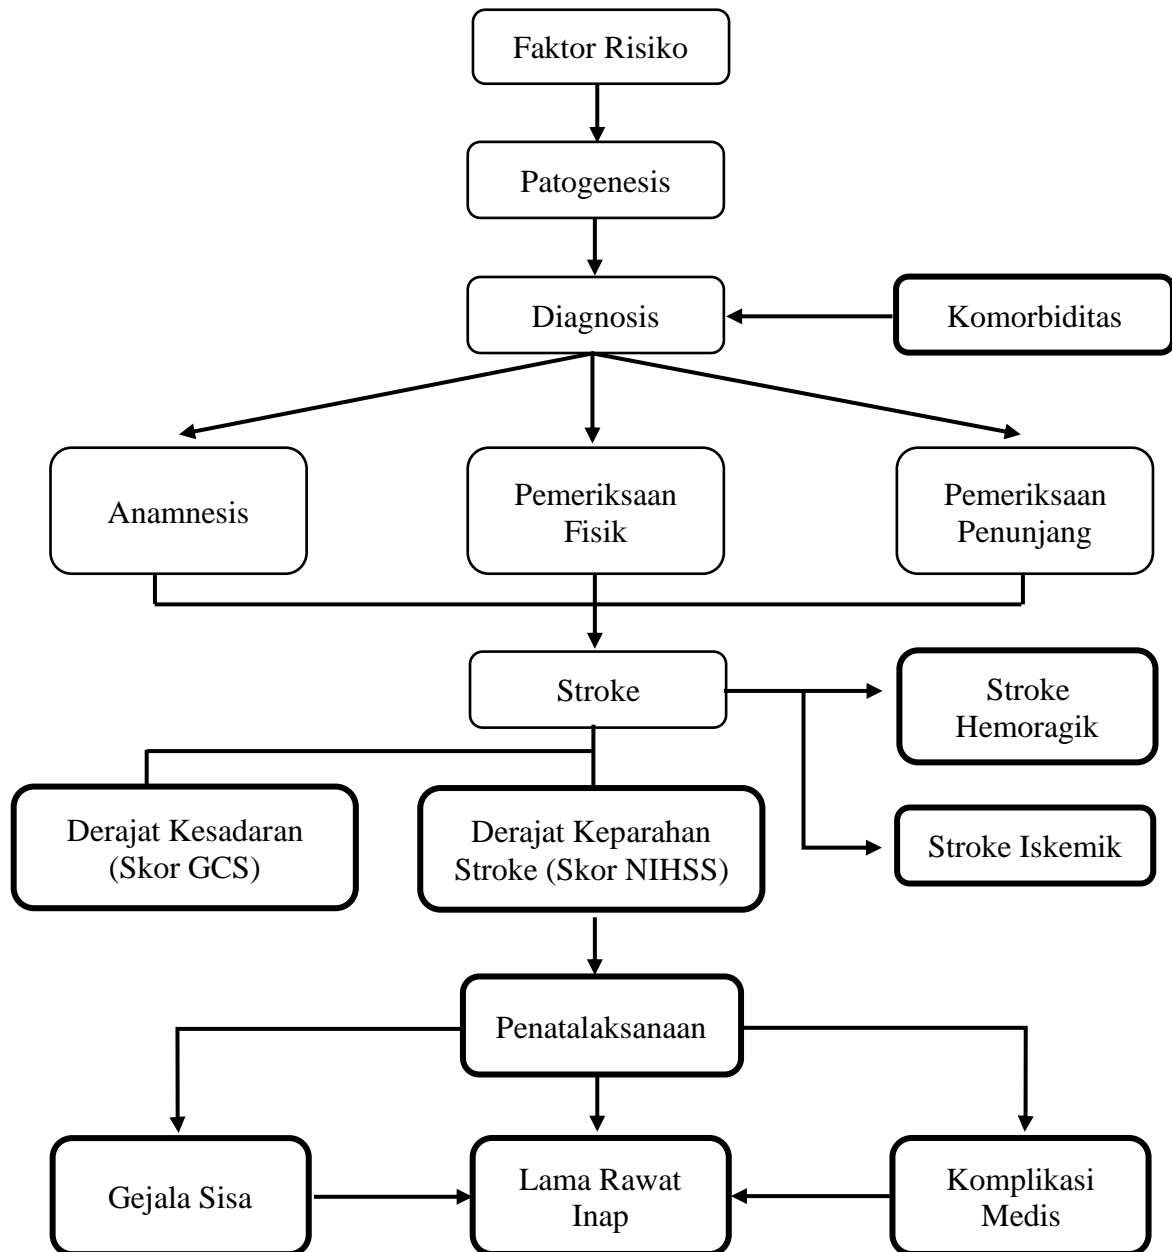 Faktor Risiko
Patogenesis
Diagnosis
Komorbiditas
Anamnesis
Pemeriksaan
Fisik
Pemeriksaan
Penunjang
Stroke
Stroke
Hemoragik
Derajat Kesadaran
(Skor GCS)
Derajat Keparahan
Stroke (Skor NIHSS)
Stroke Iskemik
Penatalaksanaan
Gejala Sisa
Lama Rawat
Inap
Komplikasi
Medis